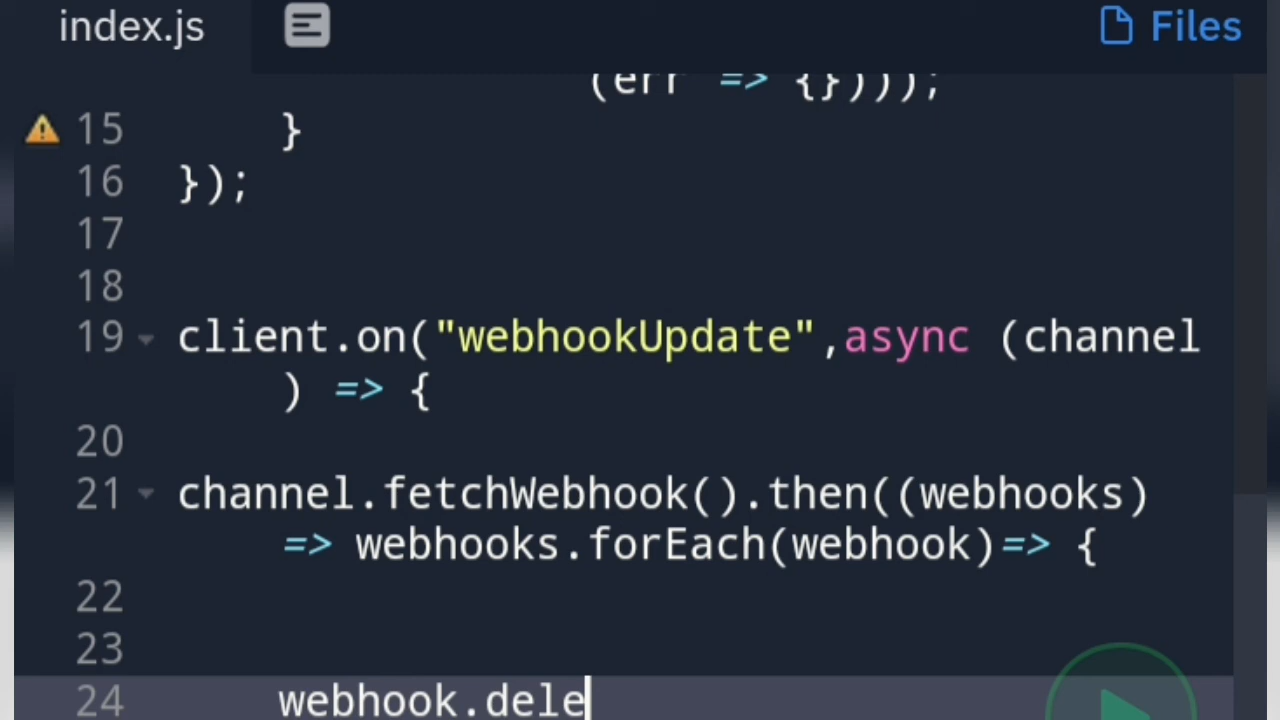 index.js Files
(err => {})));
15 }
16 });
17
18
19 client.on("webhookUpdate",async (channel
) => {
20
21 channel.fetchWebhook().then((webhooks)
=> webhooks.forEach(webhook)=> {
22
23
24 webhook.dele